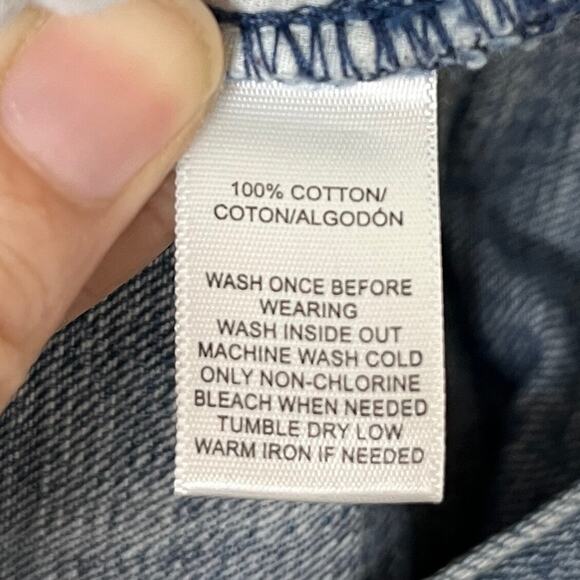 100% COTTON/
COTON/ALGODÓN
WASH ONCE BEFORE
WEARING
WASH INSIDE OUT
MACHINE WASH COLD
ONLY NON-CHLORINE
BLEACH WHEN NEEDED
TUMBLE DRY LOW
WARM IRON IF NEEDED